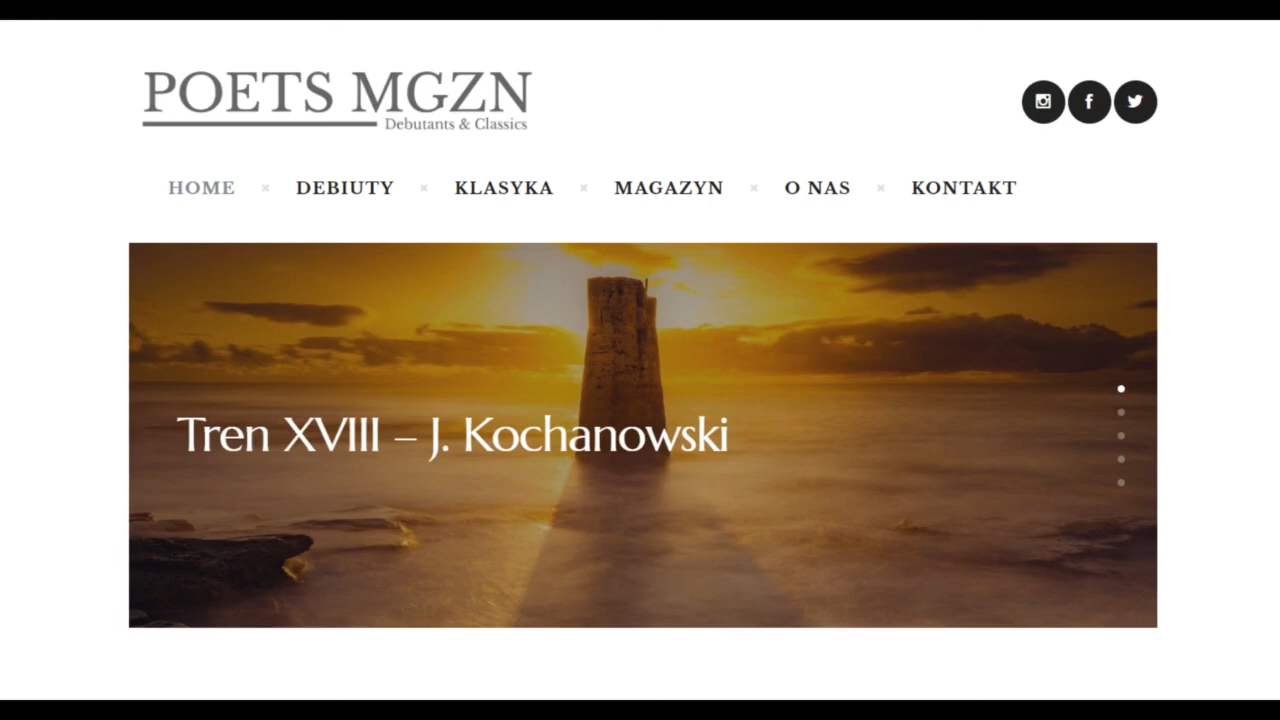 POETS MGZN
Debutants & Classics
HOME × DEBIUTY × KLASYKA × MAGAZYN × O NAS × KONTAKT
Tren XVIII – J. Kochanowski